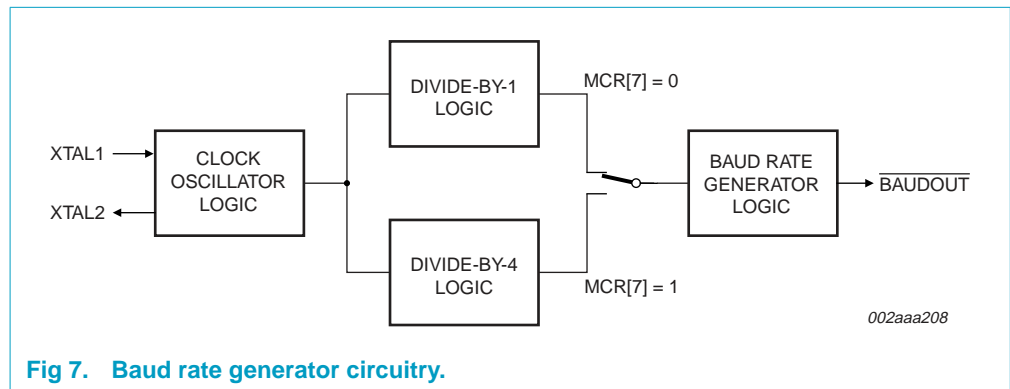 DIVIDE-BY-1
LOGIC
MCR[7] = 0
XTAL1
XTAL2
CLOCK
OSCILLATOR
LOGIC
BAUD RATE
GENERATOR
LOGIC
BAUDOUT
DIVIDE-BY-4
LOGIC
MCR[7] = 1
002aaa208
Fig 7. Baud rate generator circuitry.